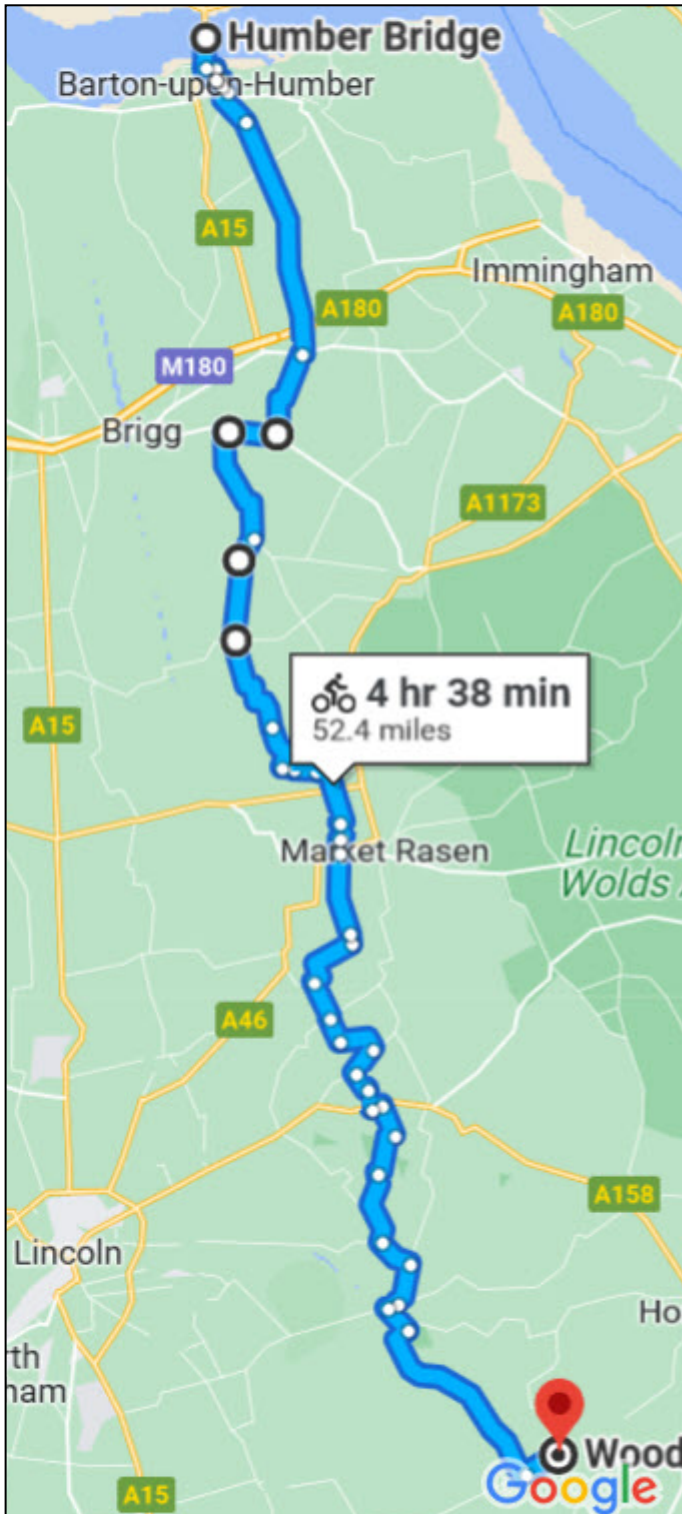 Humber Bridge
Barton-upon-Humber
A15
Immingham
A180
A180
M180
Brigg
A1173
4 hr 38 min
52.4 miles
A15
Market Rasen
Lincoln
Wolds
A46
A158
Lincoln
Ho
rth
ham
Wood
Google
A15